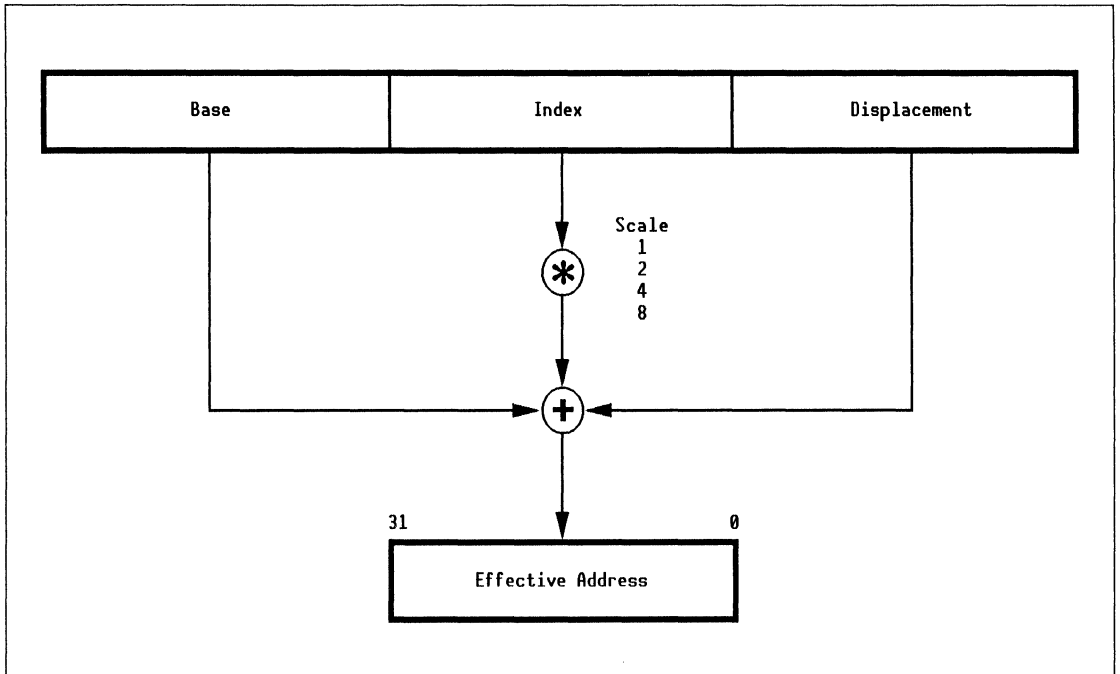 Base Index Displacement
Scale
1
2
4
8
*
+
31 0
Effective Address